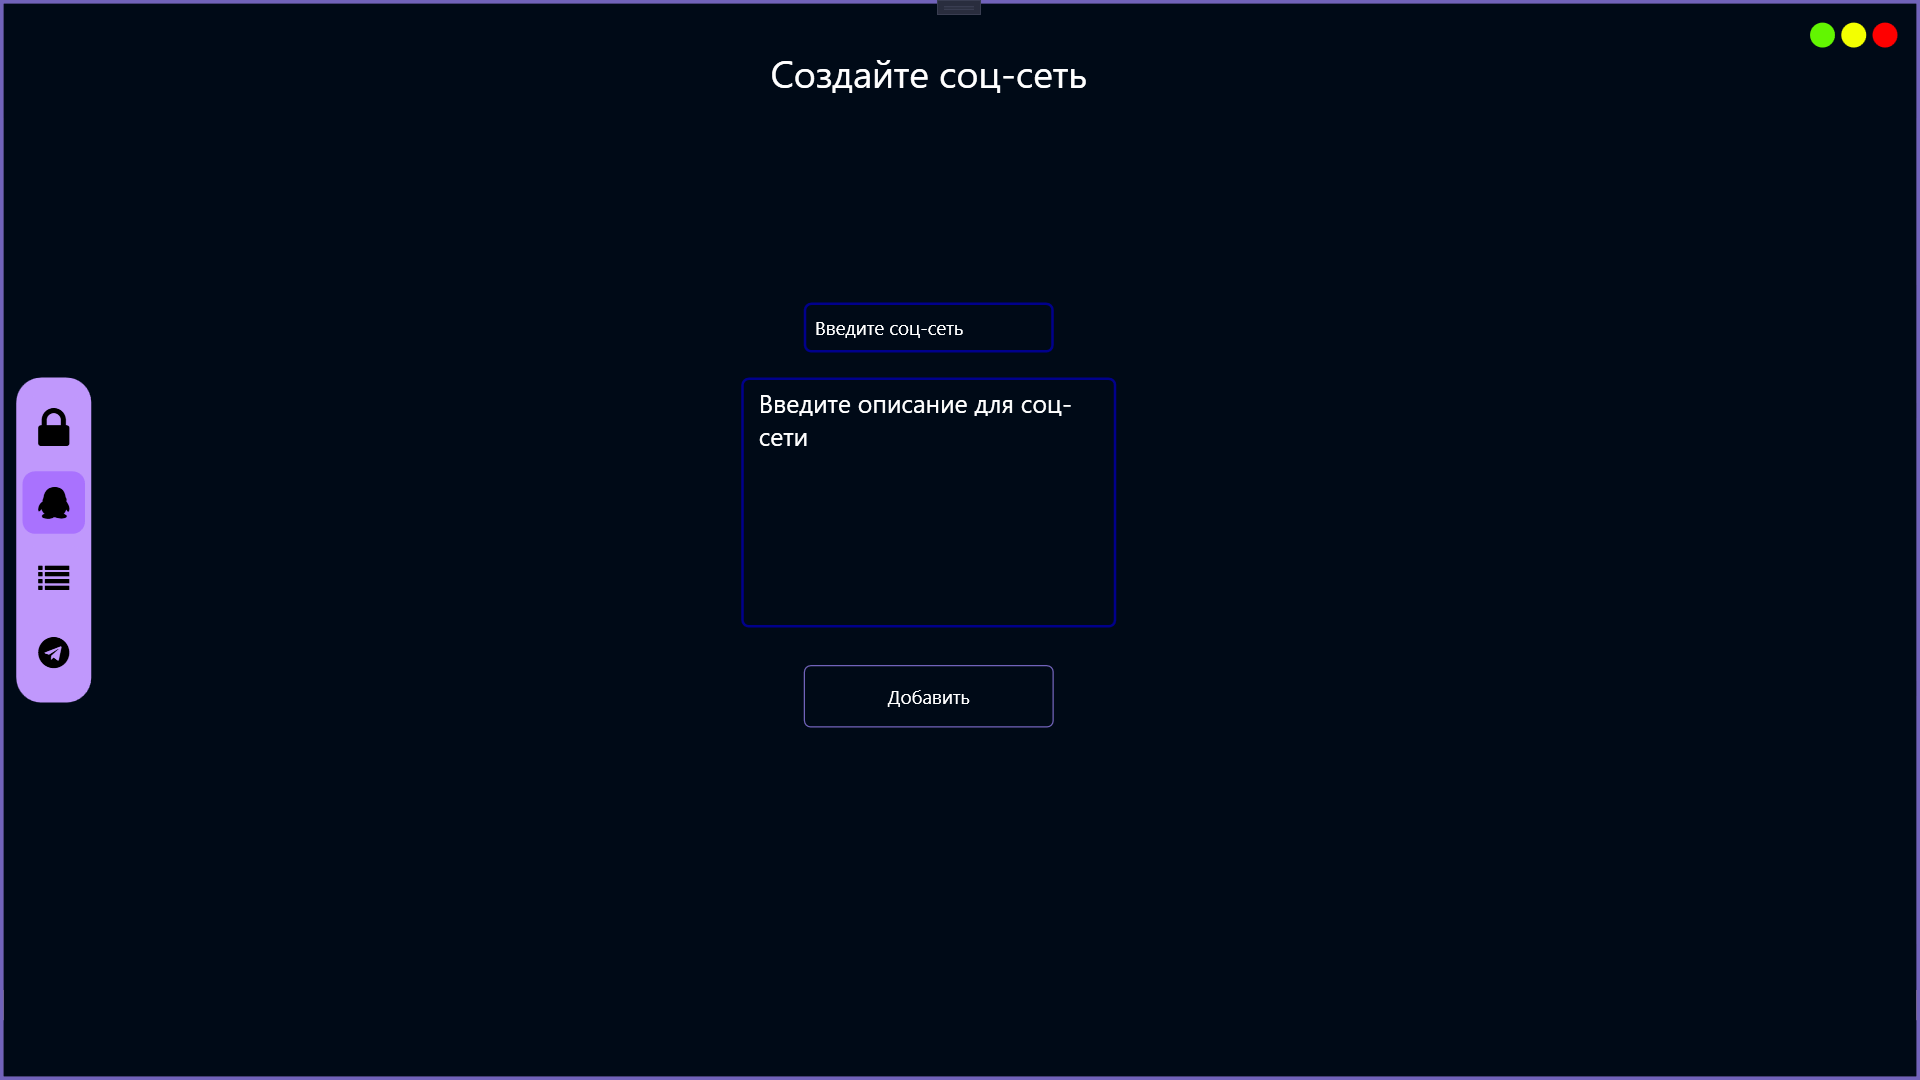 Создайте соц-сеть
Введите соц-сеть
Введите описание для соц-
сети
Добавить